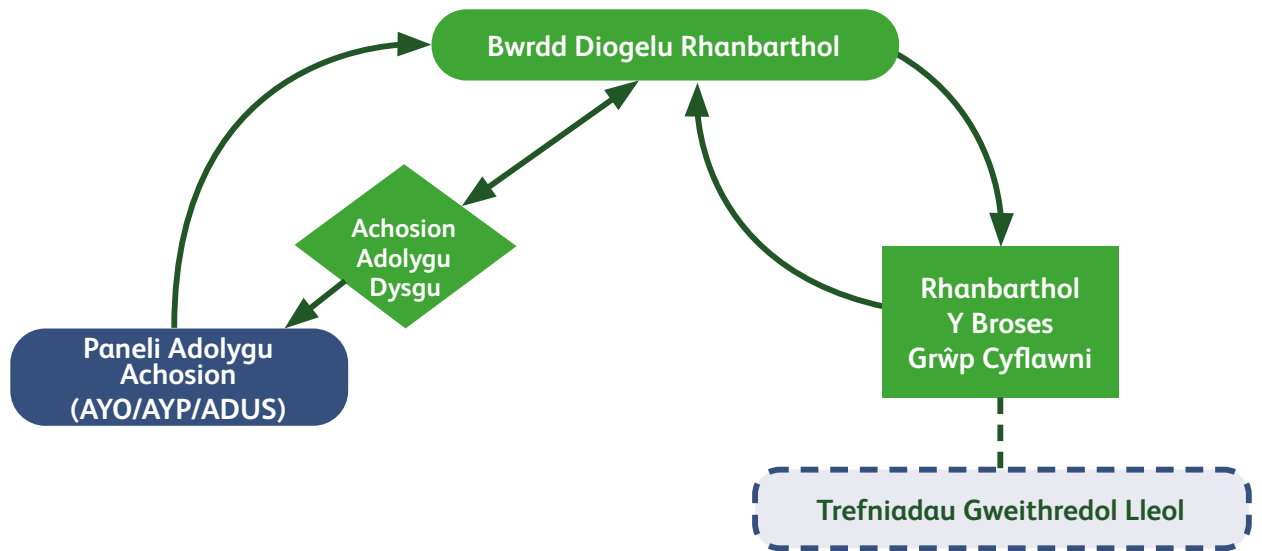 Bwrdd Diogelu Rhanbarthol
Achosion
Adolygu
Dysgu
Rhanbarthol
Y Broses
Grŵp Cyflawni
Paneli Adolygu
Achosion
(AYO/AYP/ADUS)
Trefniadau Gweithredol Lleol